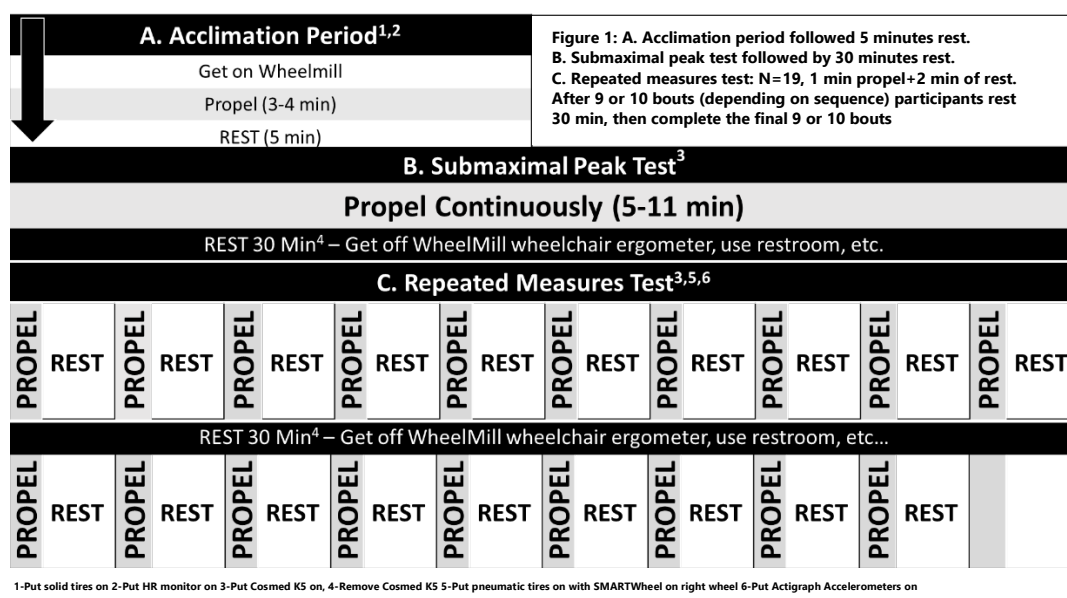 A. Acclimation Period1,2
Get on Wheelmill
Propel (3-4 min)
REST (5 min)
Figure 1: A. Acclimation period followed 5 minutes rest.
B. Submaximal peak test followed by 30 minutes rest.
C. Repeated measures test: N=19, 1 min propel+2 min of rest.
After 9 or 10 bouts (depending on sequence) participants rest
30 min, then complete the final 9 or 10 bouts
B. Submaximal Peak Test3
Propel Continuously (5-11 min)
REST 30 Min4 – Get off WheelMill wheelchair ergometer, use restroom, etc.
C. Repeated Measures Test3,5,6
PROPEL REST PROPEL REST PROPEL REST PROPEL REST PROPEL REST PROPEL REST PROPEL REST PROPEL REST PROPEL REST PROPEL REST
REST 30 Min4 – Get off WheelMill wheelchair ergometer, use restroom, etc...
PROPEL REST PROPEL REST PROPEL REST PROPEL REST PROPEL REST PROPEL REST PROPEL REST PROPEL REST PROPEL REST
1-Put solid tires on 2-Put HR monitor on 3-Put Cosmed K5 on, 4-Remove Cosmed K5 5-Put pneumatic tires on with SMARTWheel on right wheel 6-Put Actigraph Accelerometers on